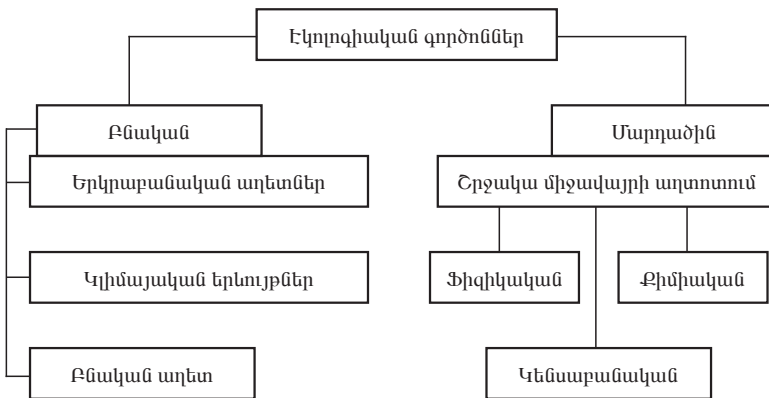 Էկոլոգիական գործոններ
Բնական
Մարդածին
Երկրաբանական աղետներ
Շրջակա միջավայրի աղտոտում
Կլիմայական երևույթներ
Ֆիզիկական
Քիմիական
Բնական աղետ
Կենսաբանական